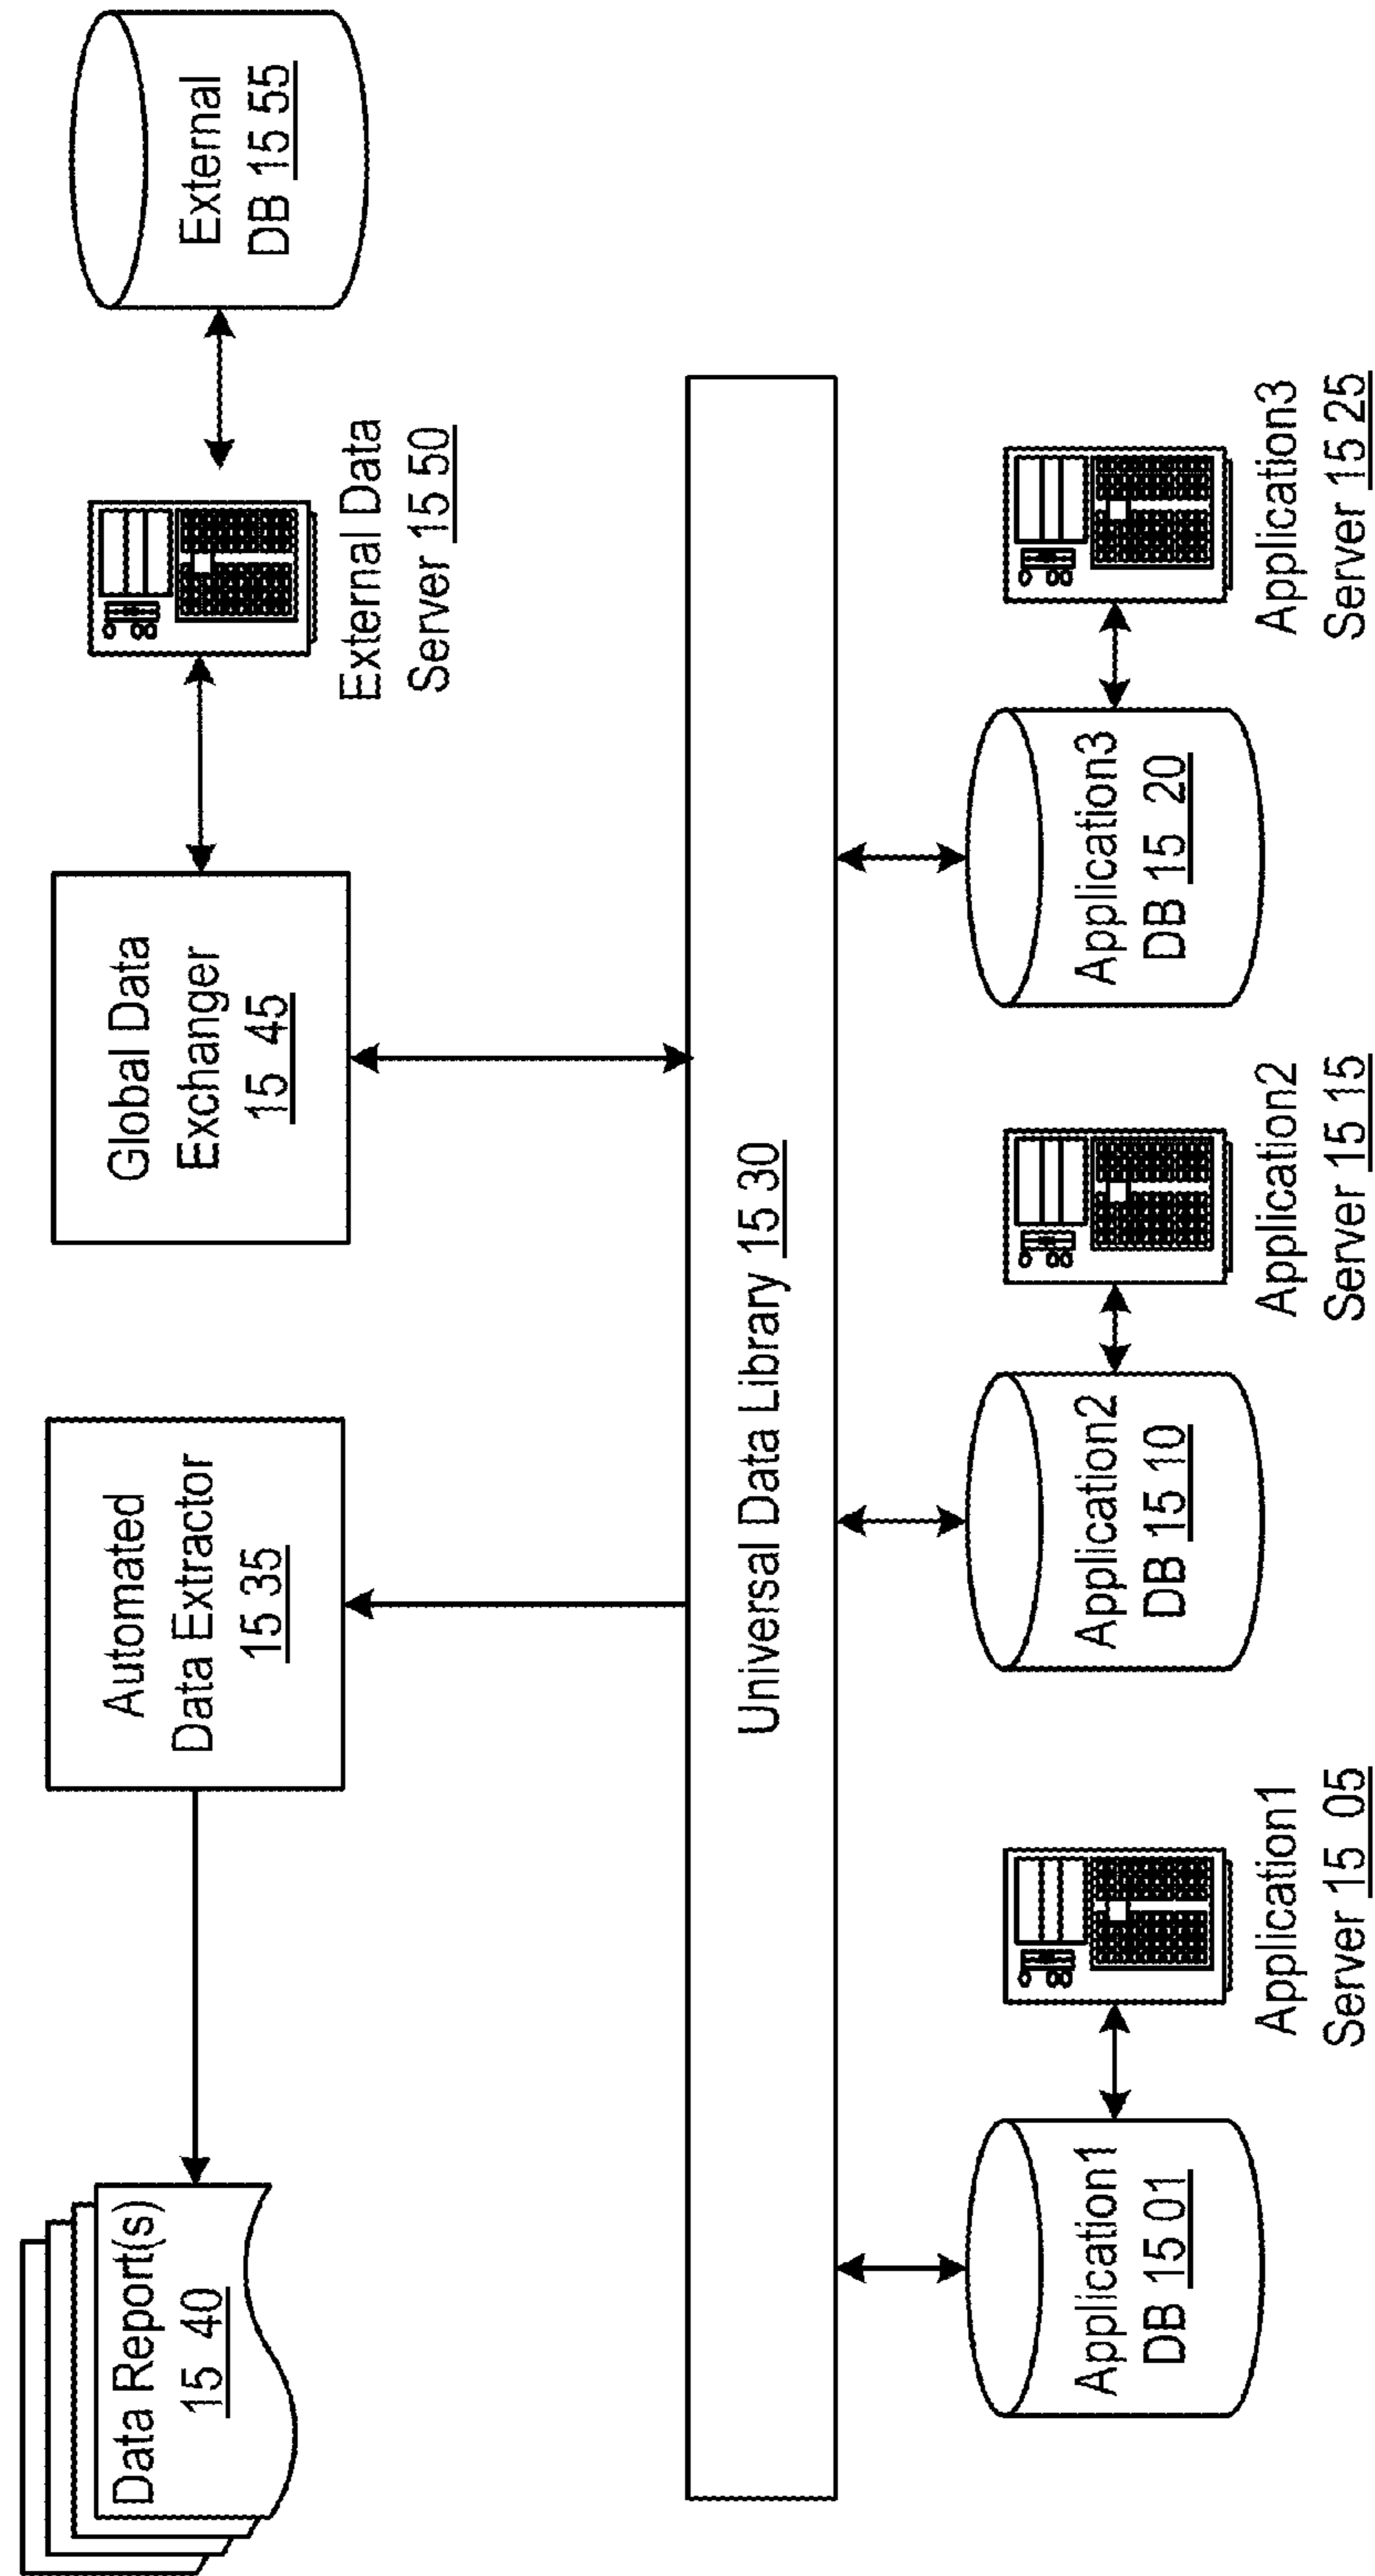 Data Report(s)
15 40
Automated
Data Extractor
15 35
Global Data
Exchanger
15 45
External Data
Server 15 50
External
DB 15 55
Universal Data Library 15 30
Application1
DB 15 01
Application1
Server 15 05
Application2
DB 15 10
Application2
Server 15 15
Application3
DB 15 20
Application3
Server 15 25